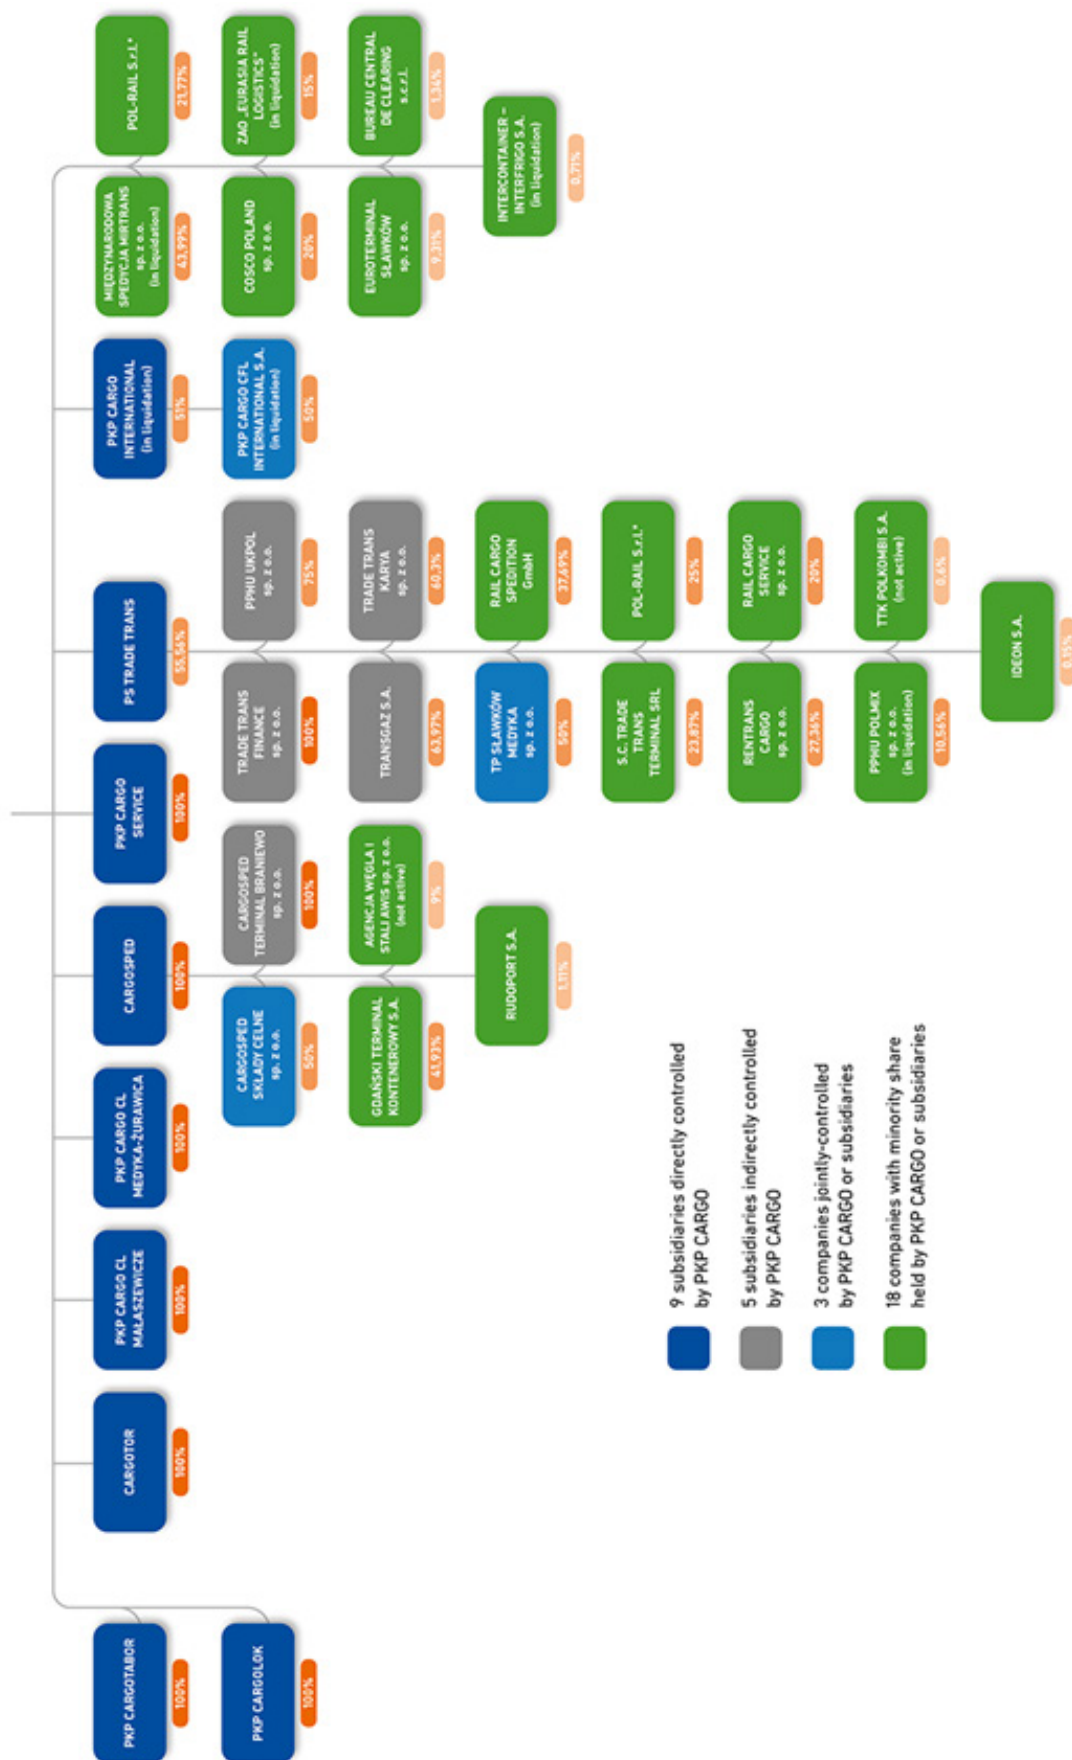 PKP CARGOTABOR
100%
PKP CARGOLOK
100%
CARGOTOR
100%
PKP CARGO CL
MAŁASZEWICZE
100%
PKP CARGO CL
MEDYKA-ŻURAWICA
100%
CARGOSPED
100%
CARGOSPED
SKŁADY CELNE
sp. z o.o.
50%
CARGOSPED
TERMINAL BRANIEWO
sp. z o.o.
100%
GDAŃSKI TERMINAL
KONTENEROWY S.A.
41,93%
AGENCJA WĘGLA I
STALI AWIS sp. z o.o.
(not active)
9%
RUDOPORT S.A.
1,11%
PKP CARGO
SERVICE
100%
PS TRADE TRANS
55,56%
TRADE TRANS
FINANCE
sp. z o.o.
100%
PPHU UKPOL
sp. z o.o.
75%
TRANSGAZ S.A.
63,97%
TRADE TRANS
KARYA
sp. z o.o.
60,3%
TP SŁAWKÓW
MEDYKA
sp. z o.o.
50%
RAIL CARGO
SPEDITION
GmbH
37,69%
S.C. TRADE
TRANS
TERMINAL SRL
23,87%
POL-RAIL S.r.l.*
25%
RENTRANS
CARGO
sp. z o.o.
27,36%
RAIL CARGO
SERVICE
sp. z o.o.
20%
PPHU POLMIX
sp. z o.o.
(in liquidation)
10,56%
TTK POLKOMBI S.A.
(not active)
0,6%
IDEON S.A.
0,15%
PKP CARGO
INTERNATIONAL
(in liquidation)
51%
PKP CARGO CFL
INTERNATIONAL S.A.
(in liquidation)
50%
MIĘDZYNARODOWA
SPEDYCJA MIRTRANS
sp. z o.o.
(in liquidation)
43,99%
POL-RAIL S.r.l.*
21,77%
COSCO POLAND
sp. z o.o.
20%
ZAO „EURASIA RAIL
LOGISTICS"
(in liquidation)
15%
EUROTERMINAL
SŁAWKÓW
sp. z o.o.
9,31%
BUREAU CENTRAL
DE CLEARING
s.c.r.l.
1,34%
INTERCONTAINER –
INTERFRIGO S.A.
(in liquidation)
0,71%
9 subsidiaries directly controlled
by PKP CARGO
5 subsidiaries indirectly controlled
by PKP CARGO
3 companies jointly-controlled
by PKP CARGO or subsidiaries
18 companies with minority share
held by PKP CARGO or subsidiaries